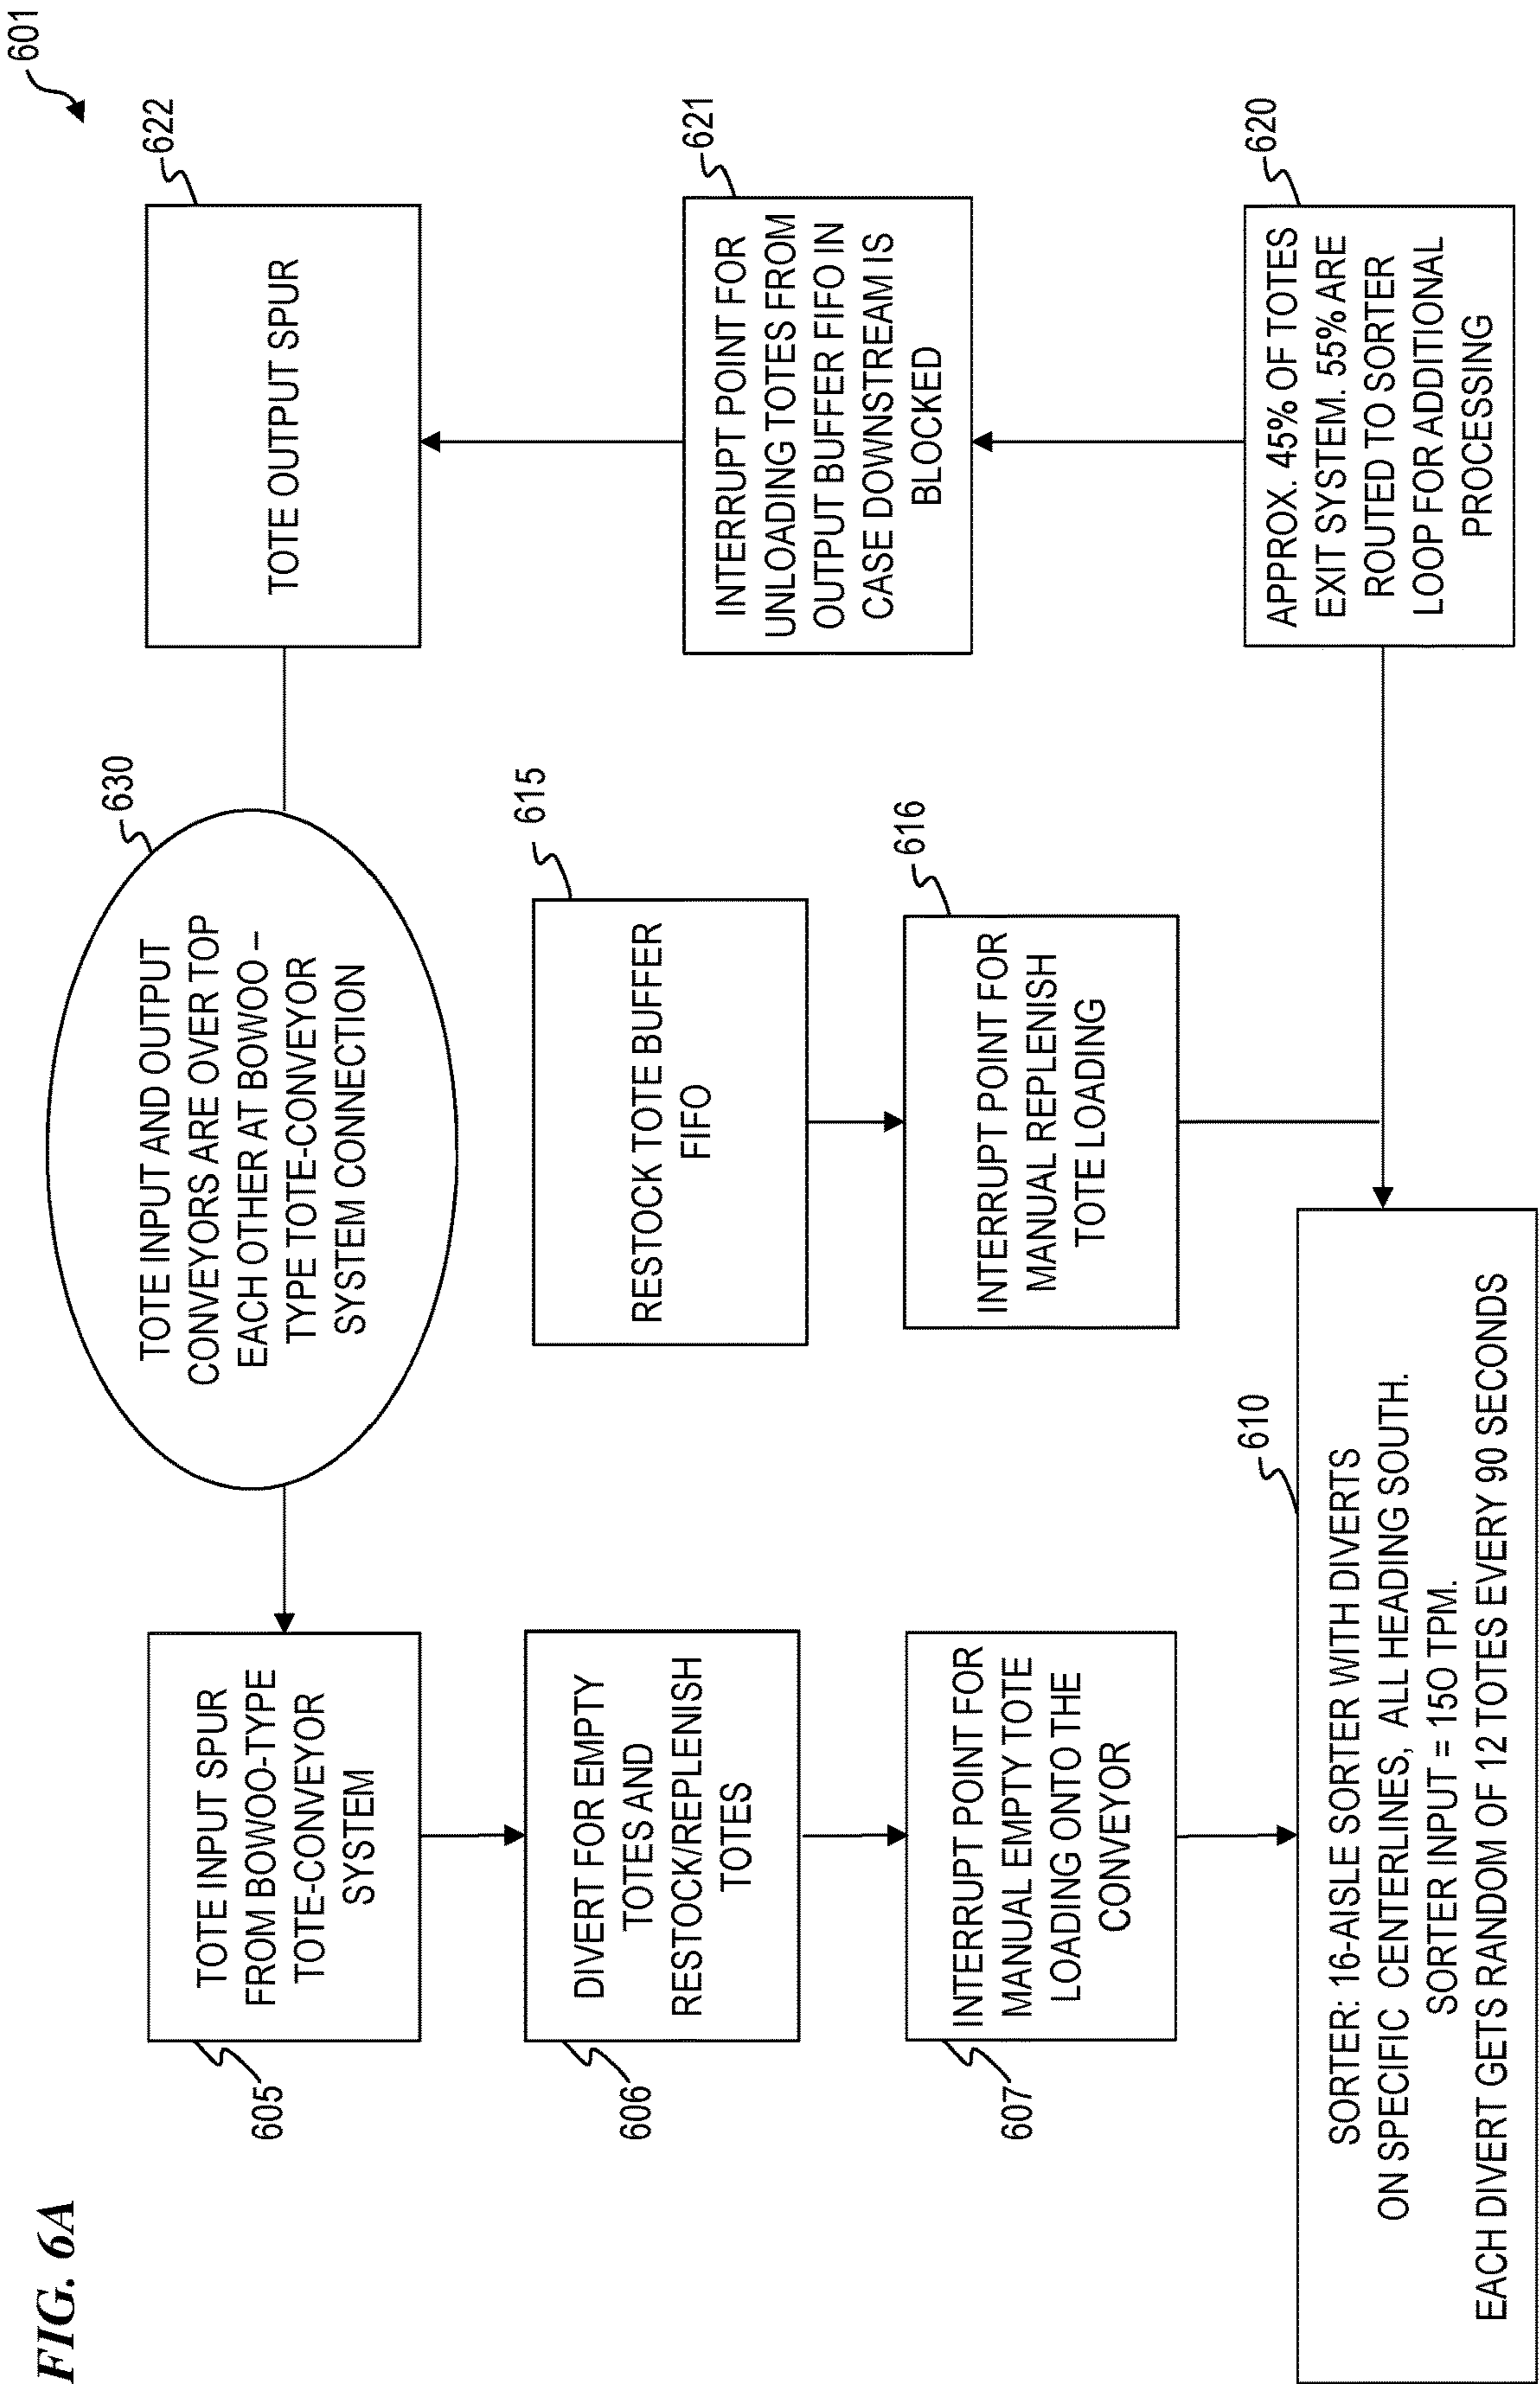 FIG. 6A
601
605
TOTE INPUT SPUR
FROM BOWOO-TYPE
TOTE-CONVEYOR
SYSTEM
630
TOTE INPUT AND OUTPUT
CONVEYORS ARE OVER TOP
EACH OTHER AT BOWOO –
TYPE TOTE-CONVEYOR
SYSTEM CONNECTION
622
TOTE OUTPUT SPUR
606
DIVERT FOR EMPTY
TOTES AND
RESTOCK/REPLENISH
TOTES
615
RESTOCK TOTE BUFFER
FIFO
621
INTERRUPT POINT FOR
UNLOADING TOTES FROM
OUTPUT BUFFER FIFO IN
CASE DOWNSTREAM IS
BLOCKED
607
INTERRUPT POINT FOR
MANUAL EMPTY TOTE
LOADING ONTO THE
CONVEYOR
616
INTERRUPT POINT FOR
MANUAL REPLENISH
TOTE LOADING
620
APPROX. 45% OF TOTES
EXIT SYSTEM. 55% ARE
ROUTED TO SORTER
LOOP FOR ADDITIONAL
PROCESSING
610
SORTER: 16-AISLE SORTER WITH DIVERTS
ON SPECIFIC CENTERLINES, ALL HEADING SOUTH.
SORTER INPUT = 15O TPM.
EACH DIVERT GETS RANDOM OF 12 TOTES EVERY 90 SECONDS